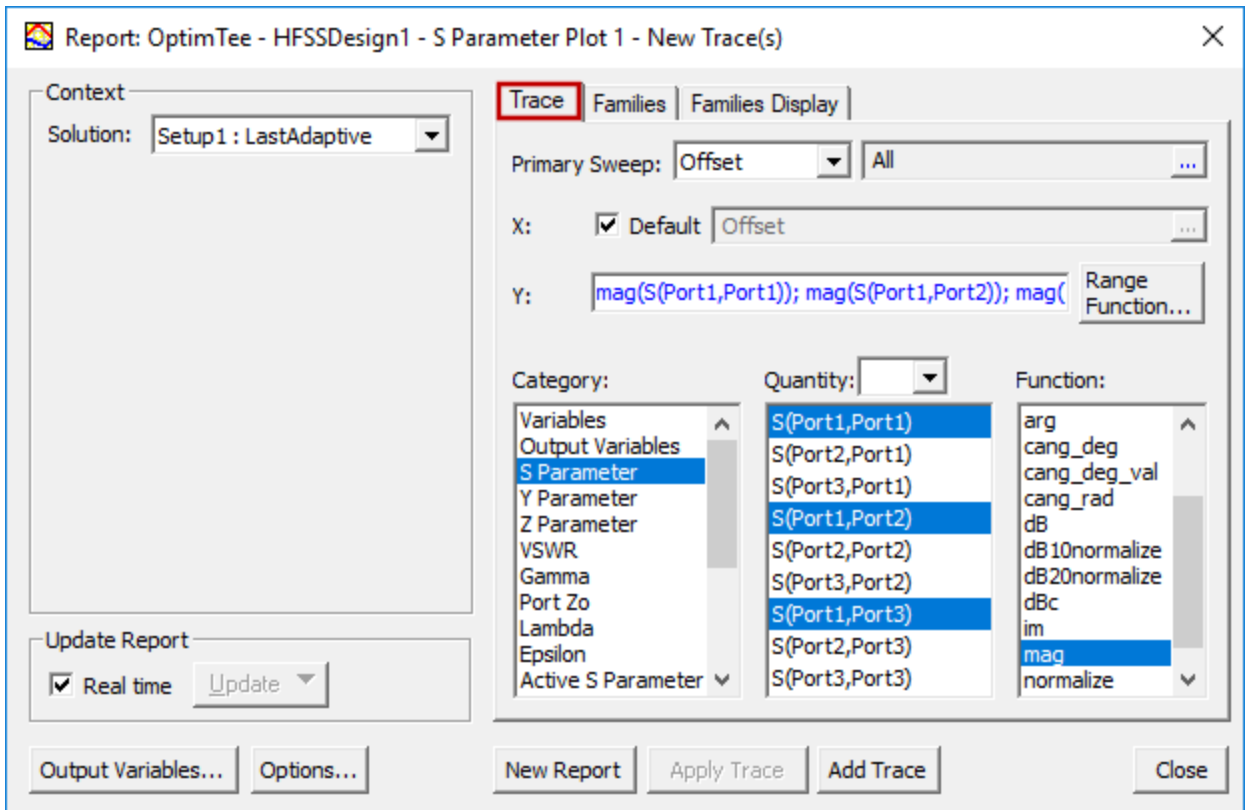 Report: OptimTee - HFSSDesign1 - S Parameter Plot 1 - New Trace(s)
Context
Solution: Setup1 : LastAdaptive
Update Report
Real time Update
Trace Families Families Display
Primary Sweep: Offset All ...
X: Default Offset ...
Y: mag(S(Port1,Port1)); mag(S(Port1,Port2)); mag( Range
Function...
Category:
Variables
Output Variables
S Parameter
Y Parameter
Z Parameter
VSWR
Gamma
Port Zo
Lambda
Epsilon
Active S Parameter
Quantity:
S(Port1,Port1)
S(Port2,Port1)
S(Port3,Port1)
S(Port1,Port2)
S(Port2,Port2)
S(Port3,Port2)
S(Port1,Port3)
S(Port2,Port3)
S(Port3,Port3)
Function:
arg
cang_deg
cang_deg_val
cang_rad
dB
dB10normalize
dB20normalize
dBc
im
mag
normalize
Output Variables... Options... New Report Apply Trace Add Trace Close